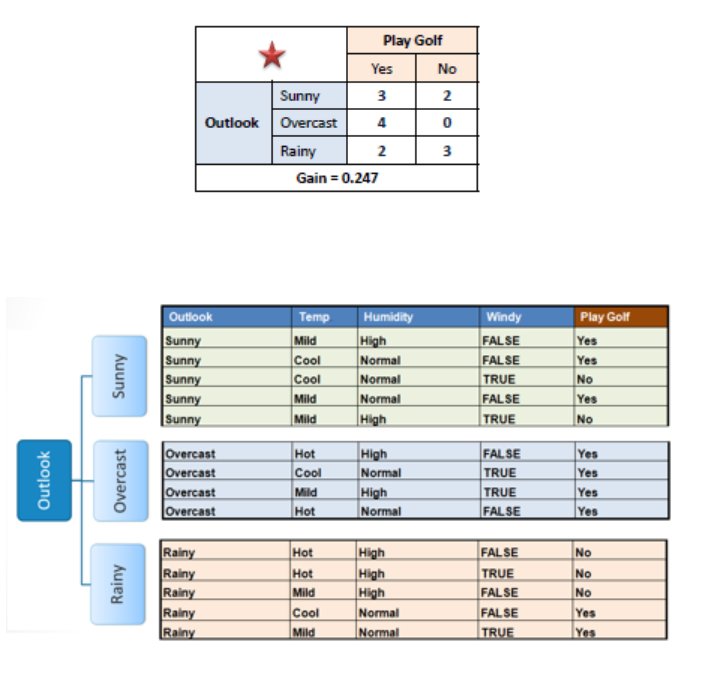 Play Golf
Yes No
Outlook Sunny 3 2
Overcast 4 0
Rainy 2 3
Gain = 0.247
Outlook Temp Humidity Windy Play Golf
Sunny
Sunny Mild High FALSE Yes
Sunny Cool Normal FALSE Yes
Sunny Cool Normal TRUE No
Sunny Mild Normal FALSE Yes
Sunny Mild High TRUE No
Outlook
Overcast
Overcast Hot High FALSE Yes
Overcast Cool Normal TRUE Yes
Overcast Mild High TRUE Yes
Overcast Hot Normal FALSE Yes
Rainy
Rainy Hot High FALSE No
Rainy Hot High TRUE No
Rainy Mild High FALSE No
Rainy Cool Normal FALSE Yes
Rainy Mild Normal TRUE Yes